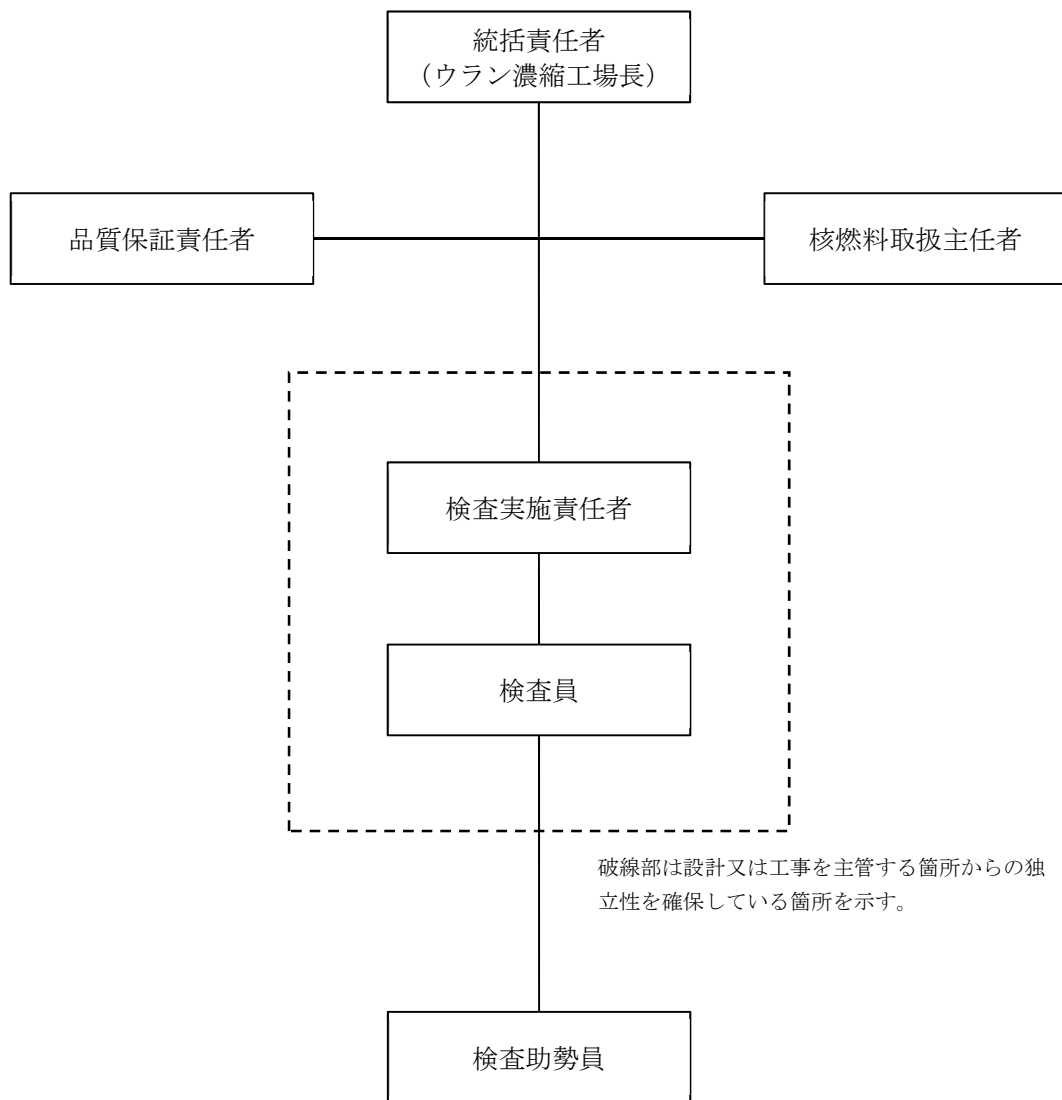 統括責任者
（ウラン濃縮工場長）
品質保証責任者
核燃料取扱主任者
検査実施責任者
検査員
破線部は設計又は工事を主管する箇所からの独
立性を確保している箇所を示す。
検査助勢員